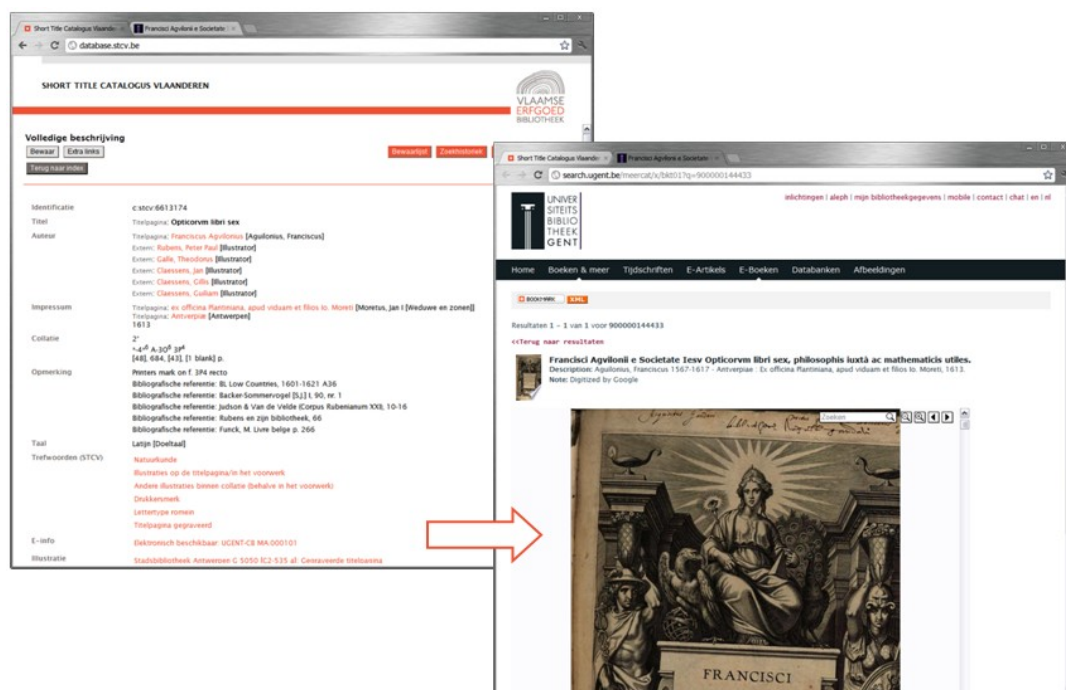 Short Title Catalogus Vlaander
Francisci Agvilonii e Societate
database.stcv.be
SHORT TITLE CATALOGUS VLAANDEREN
VLAAMSE
ERFGOED
BIBLIOTHEEK
Volledige beschrijving
Bewaar Extra links
Bewaarlijst Zoekhistoriek
Terug naar index
Identificatie c:stcv:6613174
Titel Titelpagina: Opticorvm libri sex
Auteur Titelpagina: Franciscus Agvilonius [Aguilonius, Franciscus]
Extern: Rubens, Peter Paul [Illustrator]
Extern: Galle, Theodorus [Illustrator]
Extern: Claessens, Jan [Illustrator]
Extern: Claessens, Gillis [Illustrator]
Extern: Claessens, Guiliam [Illustrator]
Impressum Titelpagina: ex officina Plantiniana, apud viduam et filios Io. Moreti [Moretus, Jan I [Weduwe en zonen]]
Titelpagina: Antverpiæ [Antwerpen]
1613
Collatie 2°
[48], 684, [43], [1 blank] p.
Opmerking Printers mark on f. 3P4 recto
Bibliografische referentie: BL Low Countries, 1601-1621 A36
Bibliografische referentie: Backer-Sommervogel [S.J.] I, 90, nr. 1
Bibliografische referentie: Judson & Van de Velde (Corpus Rubenianum XXI), 10-16
Bibliografische referentie: Rubens en zijn bibliotheek, 66
Bibliografische referentie: Funck, M. Livre belge p. 266
Taal Latijn [Doeltaal]
Trefwoorden (STCV) Natuurkunde
Illustraties op de titelpagina/in het voorwerk
Andere illustraties binnen collatie (behalve in het voorwerk)
Drukkersmerk
Lettertype romein
Titelpagina gegraveerd
E-info Elektronisch beschikbaar: UGENT-CB MA 000101
Illustratie Stadsbibliotheek Antwerpen G 5050 [C2-535 a]: Gegraveerde titelpagina
Short Title Catalogus Vlaander
Francisci Agvilonii e Societate
search.ugent.be/meercat/x/bkt01?q=900000144433
UNIVER
SITEITS
BIBLIO
THEEK
GENT
inlichtingen | aleph | mijn bibliotheekgegevens | mobile | contact | chat | en | nl
Home Boeken & meer Tijdschriften E-Artikels E-Boeken Databanken Afbeeldingen
BOOKMARK XML
Resultaten 1 - 1 van 1 voor 900000144433
<<Terug naar resultaten
Francisci Agvilonii e Societate Iesv Opticorvm libri sex, philosophis iuxtà ac mathematicis utiles.
Description: Aguilonius, Franciscus 1567-1617 - Antverpiae : Ex officina Plantiniana, apud viduam et filios Io. Moreti, 1613.
Note: Digitized by Google
Zoeken
FRANCISCI